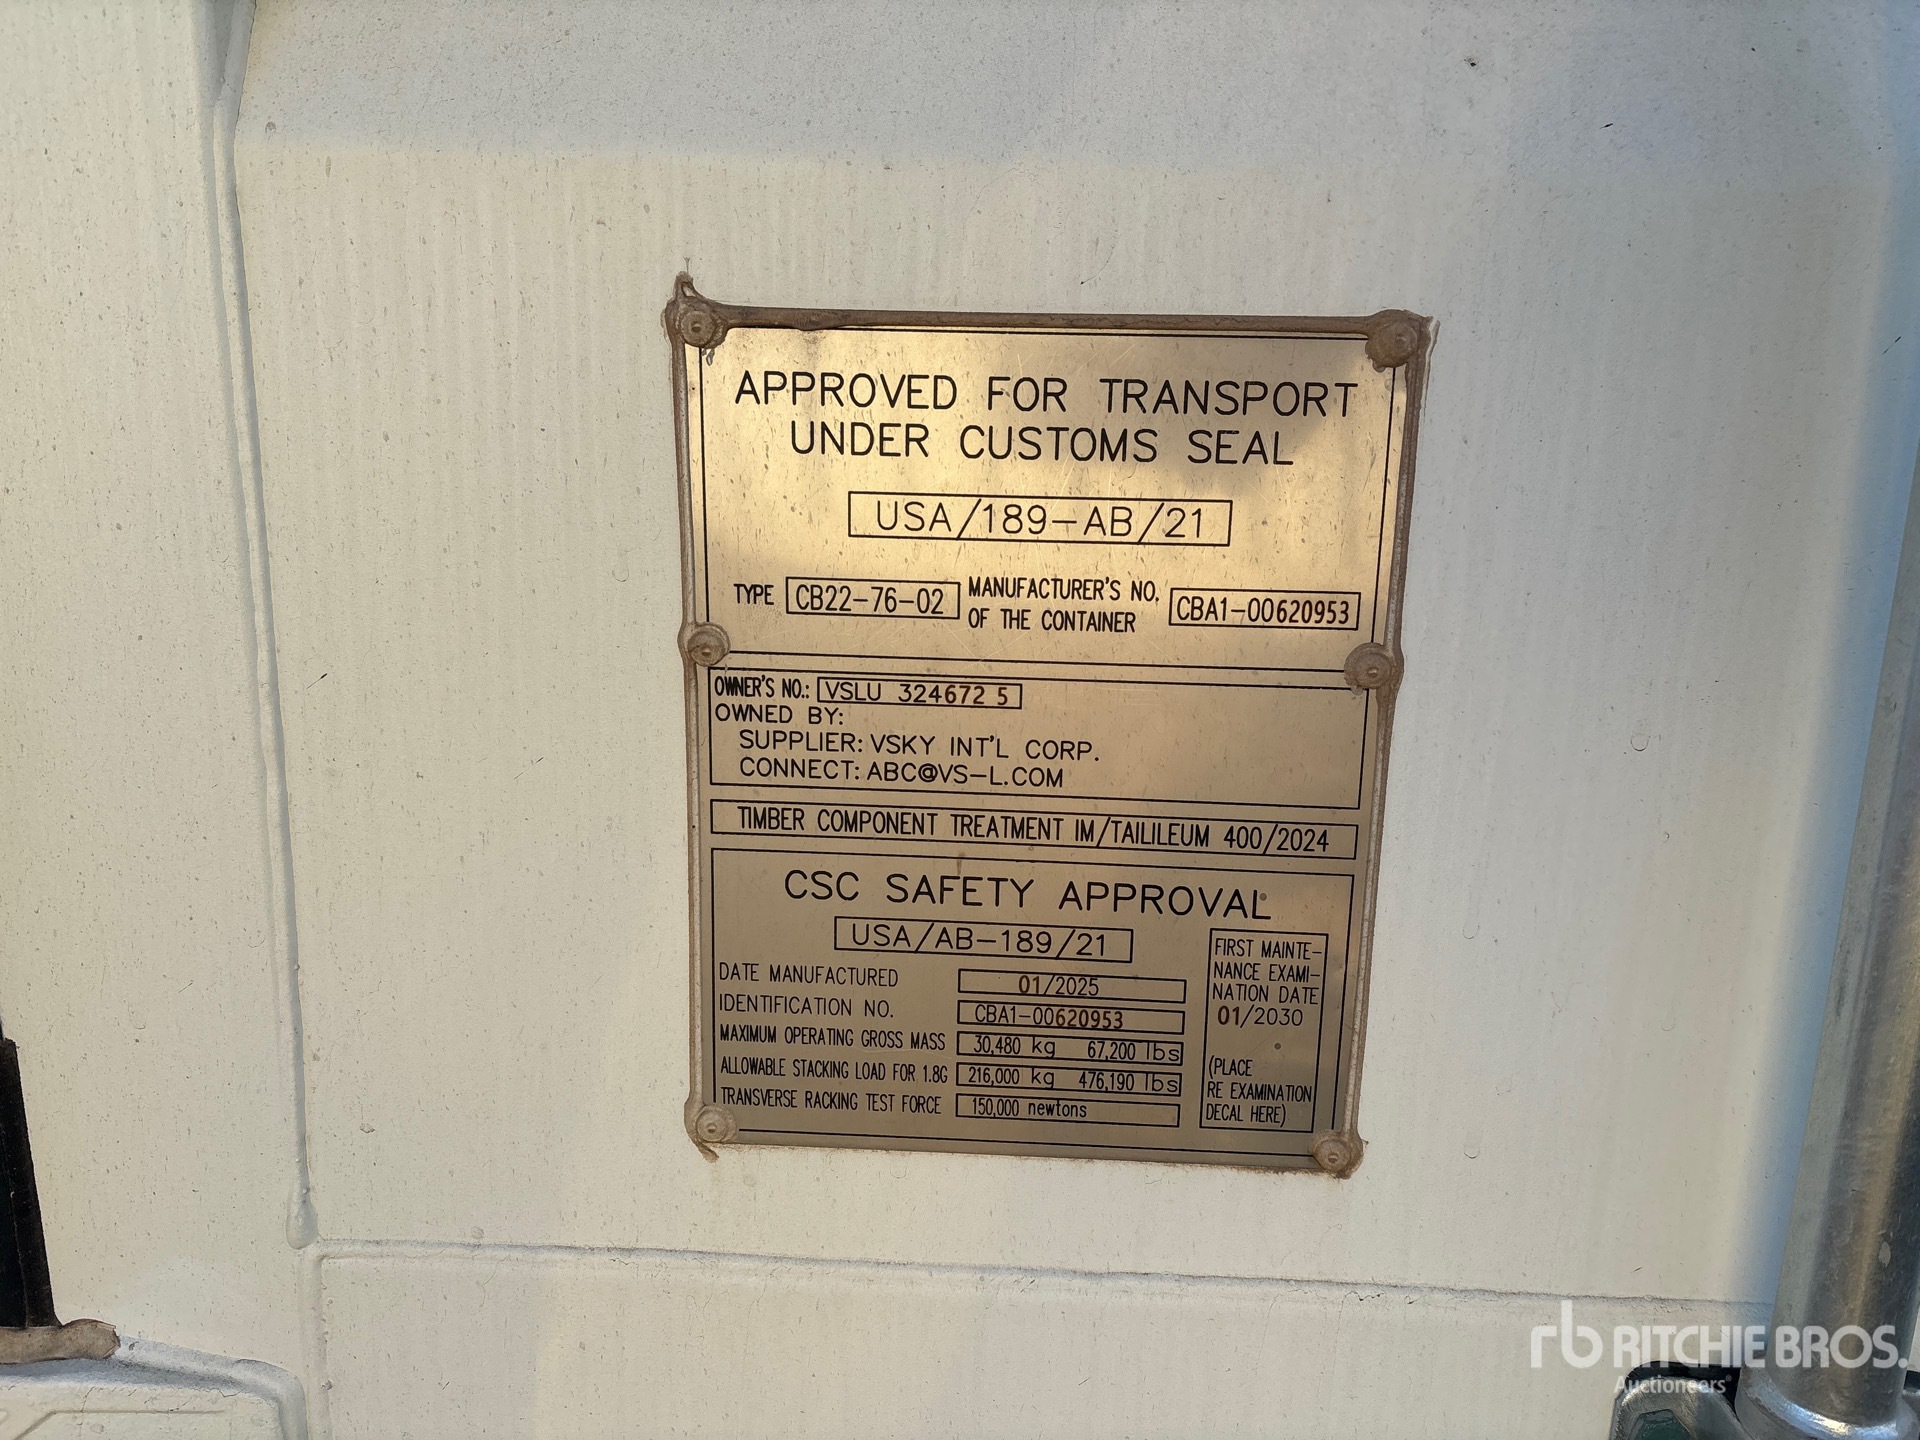 APPROVED FOR TRANSPORT
UNDER CUSTOMS SEAL
USA/189-AB/21
TYPE CB22-76-02 MANUFACTURER'S NO. OF THE CONTAINER CBA1-00620953
OWNER'S NO.: VSLU 324672 5
OWNED BY:
SUPPLIER: VSKY INT'L CORP.
CONNECT: ABC@VS-L.COM
TIMBER COMPONENT TREATMENT IM/TAILILEUM 400/2024
CSC SAFETY APPROVAL
USA/AB-189/21
DATE MANUFACTURED 01/2025
IDENTIFICATION NO. CBA1-00620953
MAXIMUM OPERATING GROSS MASS 30,480 kg 67,200 lbs
ALLOWABLE STACKING LOAD FOR 1.8G 216,000 kg 476,190 lbs
TRANSVERSE RACKING TEST FORCE 150,000 newtons
FIRST MAINTE-
NANCE EXAMI-
NATION DATE
01/2030
(PLACE
RE EXAMINATION
DECAL HERE)
rb RITCHIE BROS.
Auctioneers